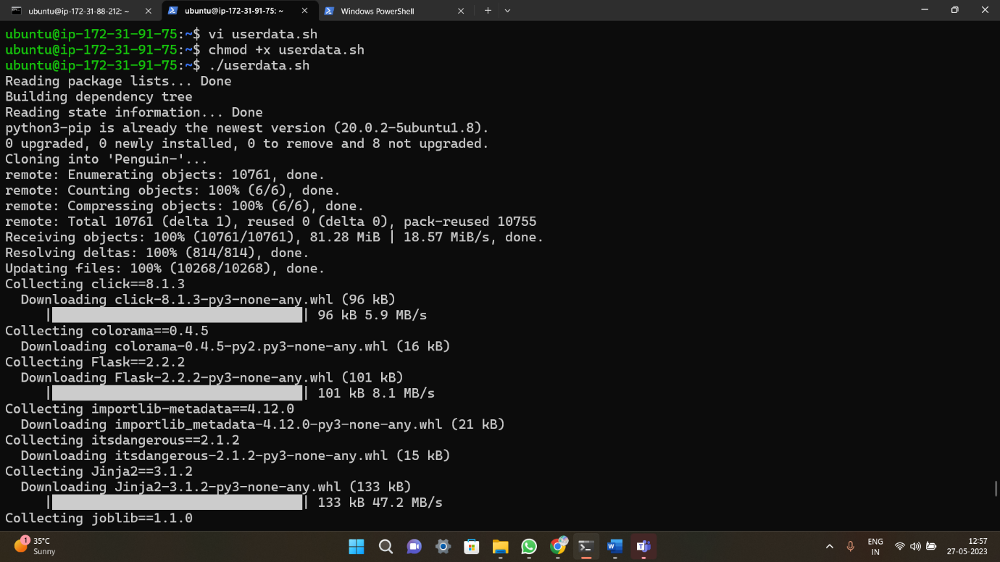 ubuntu@ip-172-31-88-212: ~
ubuntu@ip-172-31-91-75: ~
Windows PowerShell
ubuntu@ip-172-31-91-75:~$ vi userdata.sh
ubuntu@ip-172-31-91-75:~$ chmod +x userdata.sh
ubuntu@ip-172-31-91-75:~$ ./userdata.sh
Reading package lists... Done
Building dependency tree
Reading state information... Done
python3-pip is already the newest version (20.0.2-5ubuntu1.8).
0 upgraded, 0 newly installed, 0 to remove and 8 not upgraded.
Cloning into 'Penguin-'...
remote: Enumerating objects: 10761, done.
remote: Counting objects: 100% (6/6), done.
remote: Compressing objects: 100% (6/6), done.
remote: Total 10761 (delta 1), reused 0 (delta 0), pack-reused 10755
Receiving objects: 100% (10761/10761), 81.28 MiB | 18.57 MiB/s, done.
Resolving deltas: 100% (814/814), done.
Updating files: 100% (10268/10268), done.
Collecting click==8.1.3
  Downloading click-8.1.3-py3-none-any.whl (96 kB)
     |████████████████████████████████| 96 kB 5.9 MB/s
Collecting colorama==0.4.5
  Downloading colorama-0.4.5-py2.py3-none-any.whl (16 kB)
Collecting Flask==2.2.2
  Downloading Flask-2.2.2-py3-none-any.whl (101 kB)
     |████████████████████████████████| 101 kB 8.1 MB/s
Collecting importlib-metadata==4.12.0
  Downloading importlib_metadata-4.12.0-py3-none-any.whl (21 kB)
Collecting itsdangerous==2.1.2
  Downloading itsdangerous-2.1.2-py3-none-any.whl (15 kB)
Collecting Jinja2==3.1.2
  Downloading Jinja2-3.1.2-py3-none-any.whl (133 kB)
     |████████████████████████████████| 133 kB 47.2 MB/s
Collecting joblib==1.1.0
1
35°C
Sunny
ENG
IN
12:57
27-05-2023